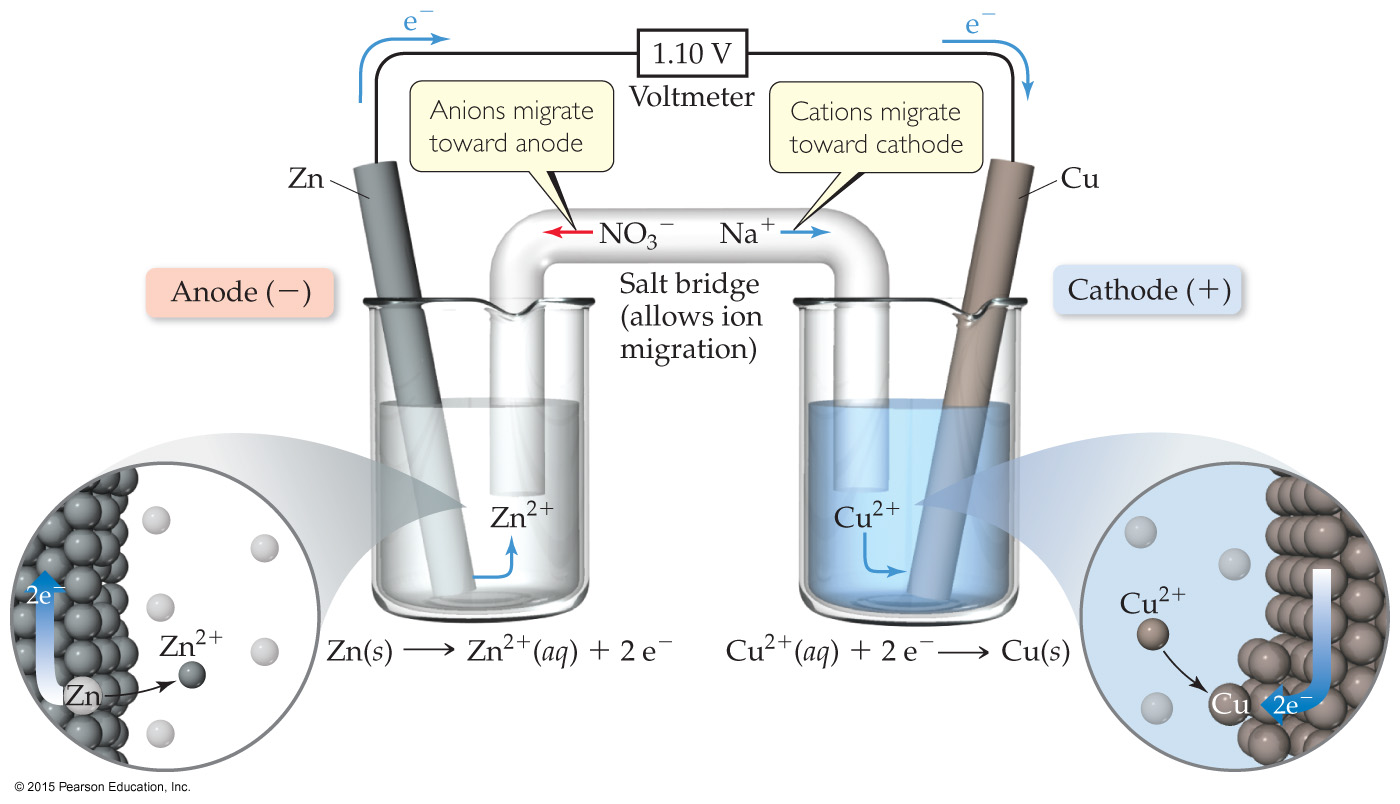 e⁻
e⁻
1.10 V
Voltmeter
Anions migrate
toward anode
Cations migrate
toward cathode
Zn
Cu
NO₃⁻
Na⁺
Anode (−)
Salt bridge
(allows ion
migration)
Cathode (+)
Zn²⁺
Cu²⁺
2e⁻
Zn²⁺
Zn
Zn(s) ⟶ Zn²⁺(aq) + 2 e⁻
Cu²⁺(aq) + 2 e⁻ ⟶ Cu(s)
Cu²⁺
Cu
2e⁻
© 2015 Pearson Education, Inc.